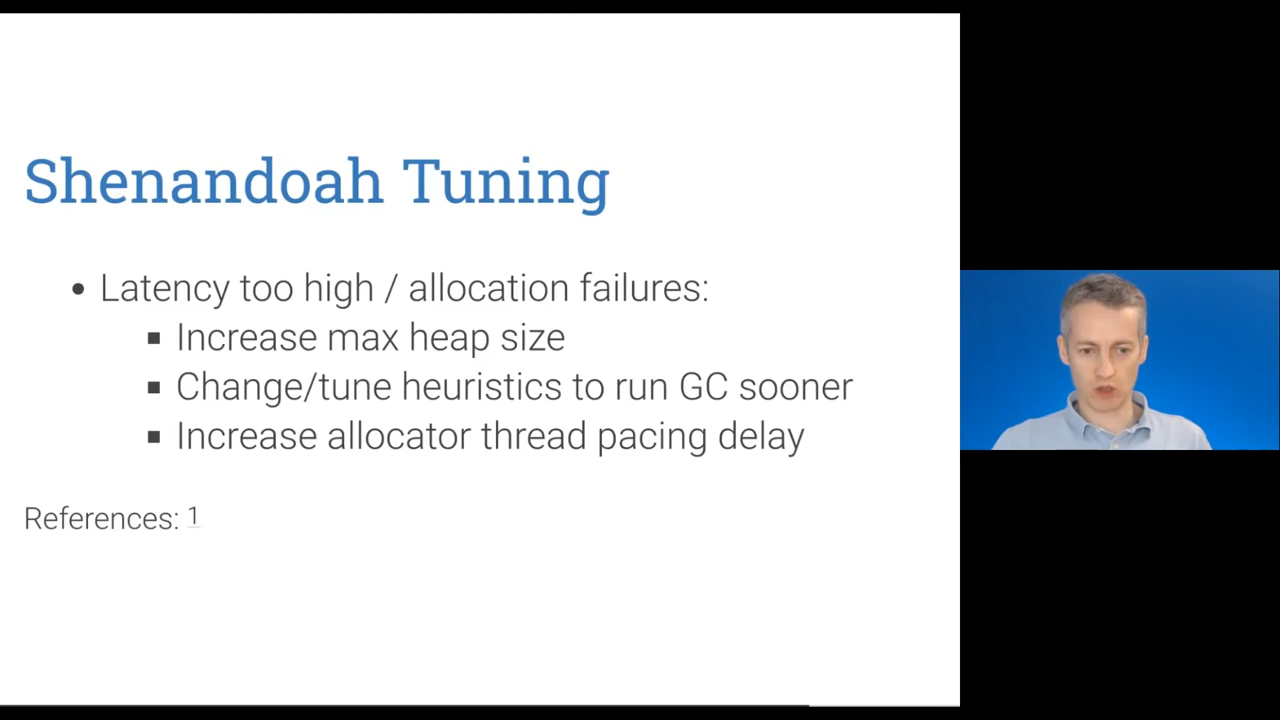 Shenandoah Tuning
• Latency too high / allocation failures:
▪ Increase max heap size
▪ Change/tune heuristics to run GC sooner
▪ Increase allocator thread pacing delay
References: 1